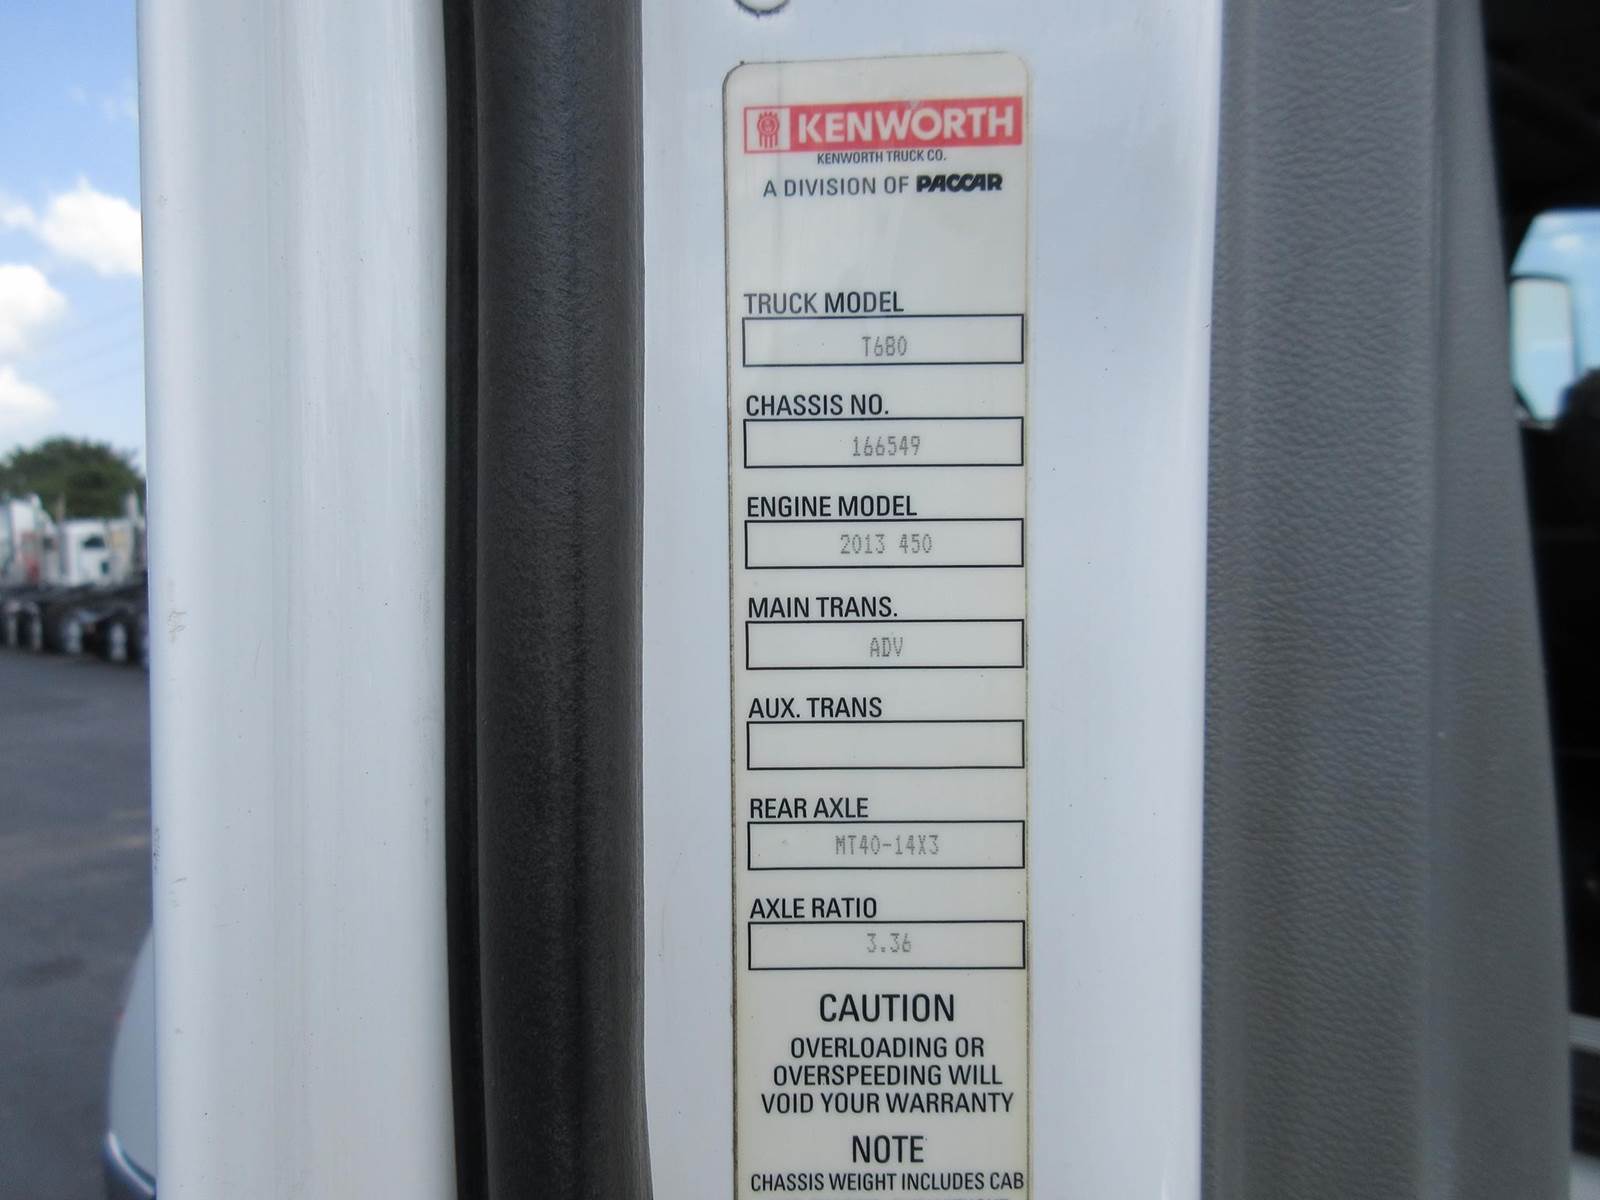 KENWORTH
KENWORTH TRUCK CO.
A DIVISION OF PACCAR
TRUCK MODEL
T680
CHASSIS NO.
166549
ENGINE MODEL
2013 450
MAIN TRANS.
ADV
AUX. TRANS
REAR AXLE
MT40-14X3
AXLE RATIO
3.36
CAUTION
OVERLOADING OR
OVERSPEEDING WILL
VOID YOUR WARRANTY
NOTE
CHASSIS WEIGHT INCLUDES CAB